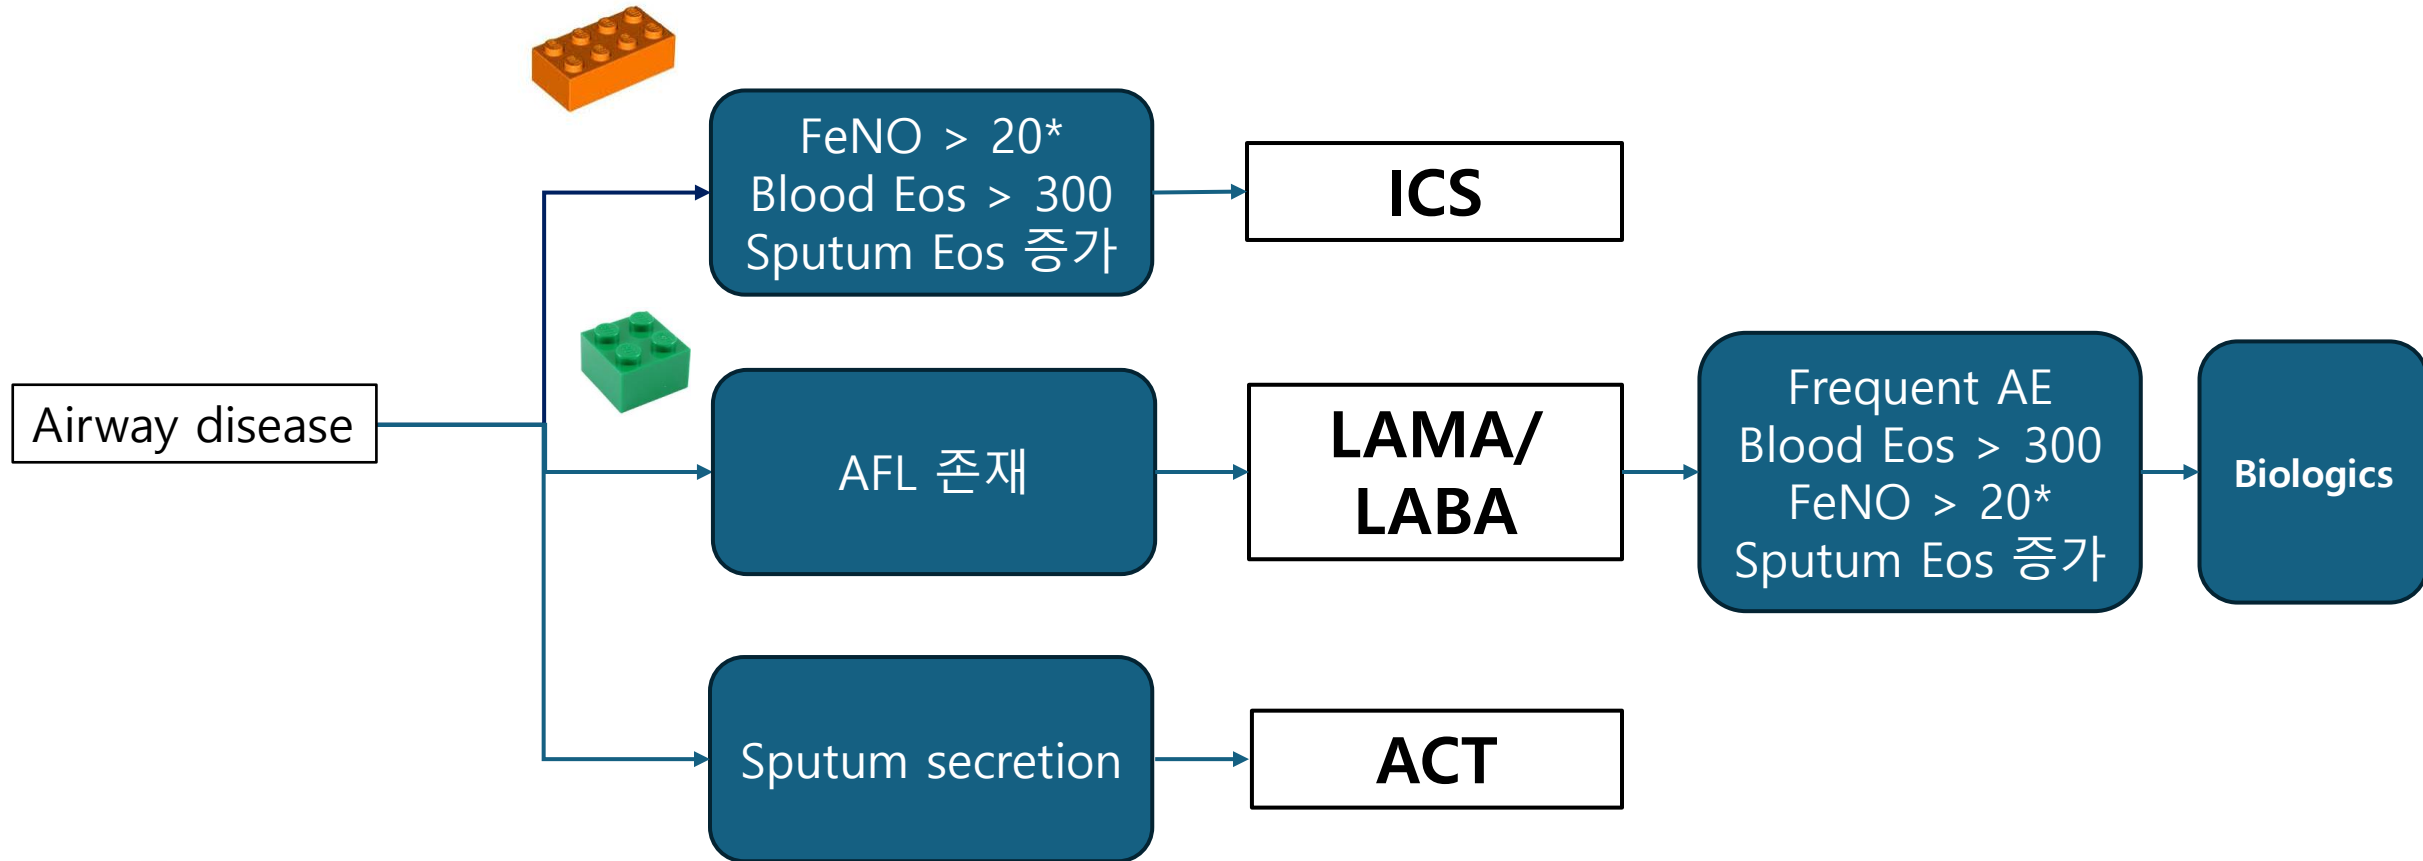 Airway disease
FeNO > 20*
Blood Eos > 300
Sputum Eos 증가
ICS
AFL 존재
LAMA/
LABA
Frequent AE
Blood Eos > 300
FeNO > 20*
Sputum Eos 증가
Biologics
Sputum secretion
ACT